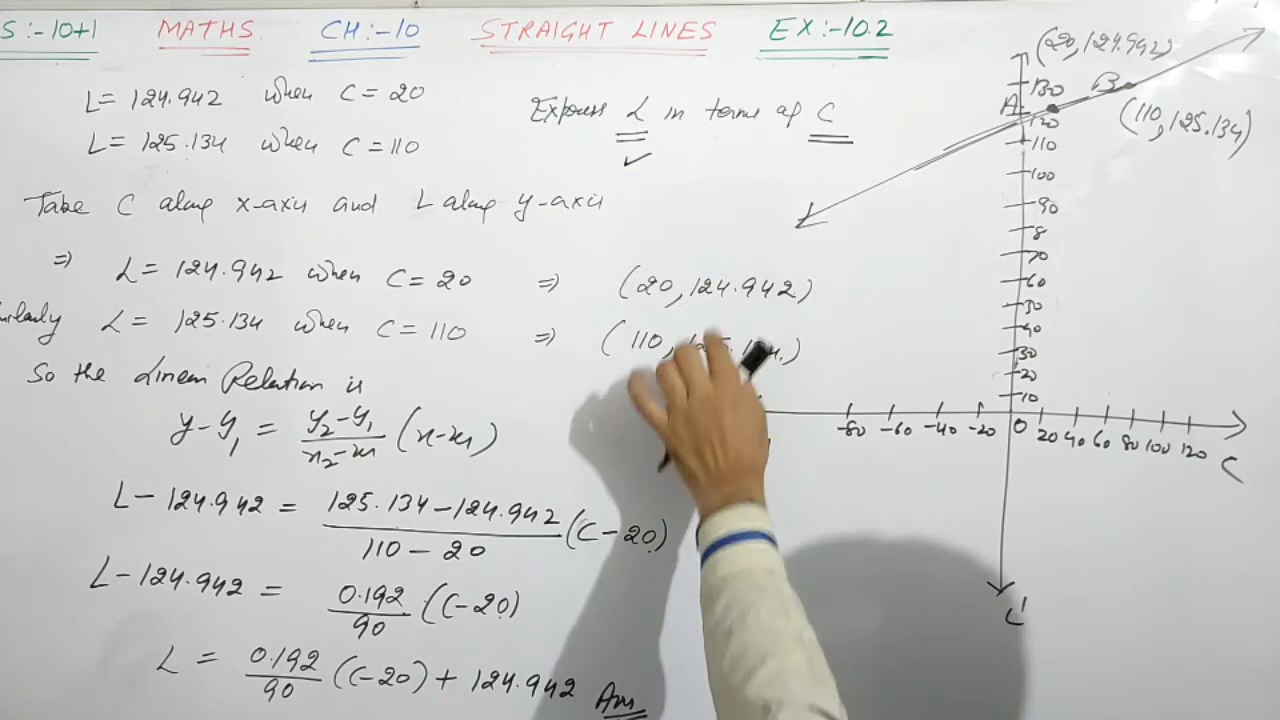 S:-10+1 MATHS. CH:-10 STRAIGHT LINES EX:-10.2
L = 124.942 when C = 20
L = 125.134 when C = 110
Express L in terms of C
Take C along x-axis and L along y-axis
⇒ L = 124.942 when C = 20 ⇒ (20, 124.942)
L = 125.134 when C = 110 ⇒ (110,
So the Linear Relation is
y-y₁ = y₂-y₁/x₂-x₁ (x-x₁)
L - 124.942 = 125.134 - 124.942/110 - 20 (C - 20)
L - 124.942 = 0.192/90 (C-20)
L = 0.192/90 (C-20) + 124.942 Ans
(20, 124.942)
A B
(110, 125.134)
130
120
110
100
90
8
70
60
30
40
30
20
10
-80 -60 -40 -20 0 20 40 60 80 100 120
C
L'